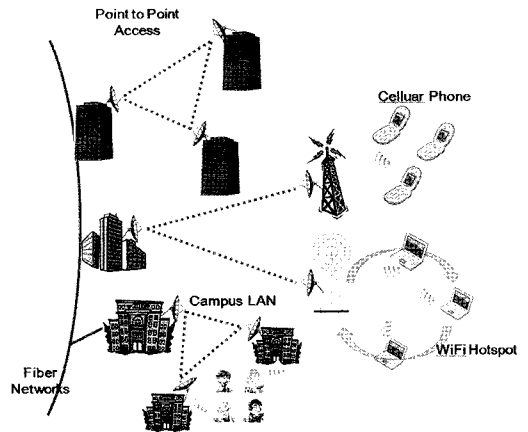 Point to Point
Access
Celluar Phone
Campus LAN
WiFi Hotspot
Fiber
Networks